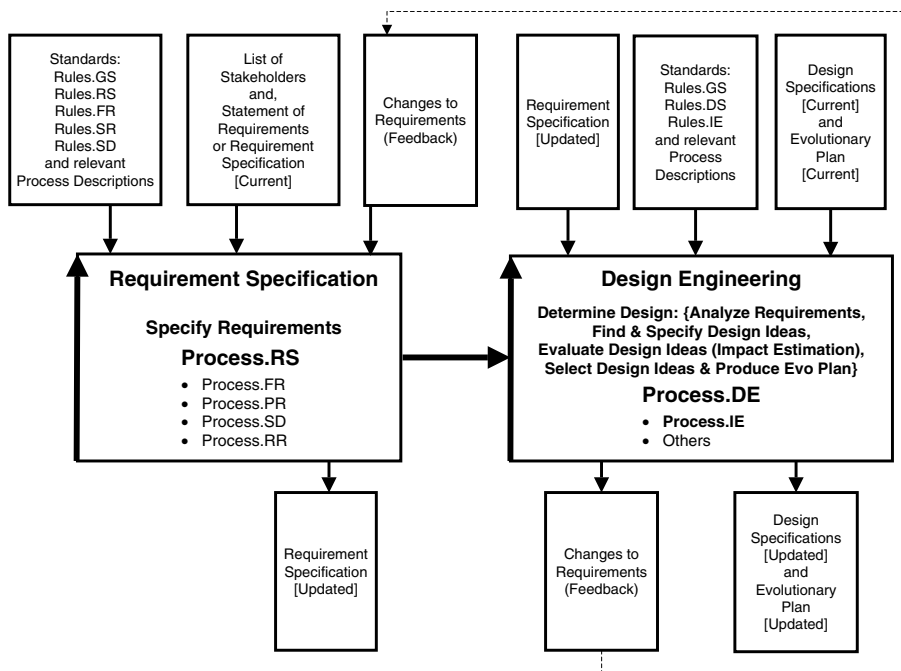 Standards:
Rules.GS
Rules.RS
Rules.FR
Rules.SR
Rules.SD
and relevant
Process Descriptions
List of
Stakeholders
and,
Statement of
Requirements
or Requirement
Specification
[Current]
Changes to
Requirements
(Feedback)
Requirement
Specification
[Updated]
Standards:
Rules.GS
Rules.DS
Rules.IE
and relevant
Process
Descriptions
Design
Specifications
[Current]
and
Evolutionary
Plan
[Current]
Requirement Specification
Specify Requirements
Process.RS
• Process.FR
• Process.PR
• Process.SD
• Process.RR
Design Engineering
Determine Design: {Analyze Requirements,
Find & Specify Design Ideas,
Evaluate Design Ideas (Impact Estimation),
Select Design Ideas & Produce Evo Plan}
Process.DE
• Process.IE
• Others
Requirement
Specification
[Updated]
Changes to
Requirements
(Feedback)
Design
Specifications
[Updated]
and
Evolutionary
Plan
[Updated]